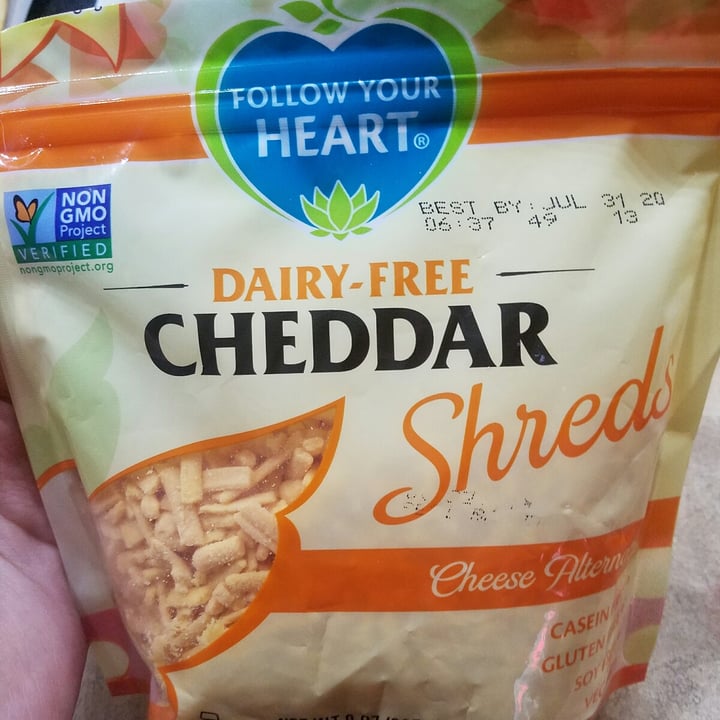 FOLLOW YOUR
HEART®
NON
GMO
Project
VERIFIED
nongmoproject.org
BEST BY: JUL 31 20
06:37 49 13
DAIRY-FREE
CHEDDAR
Shreds
Cheese
CASEIN
GLUTEN
SOY